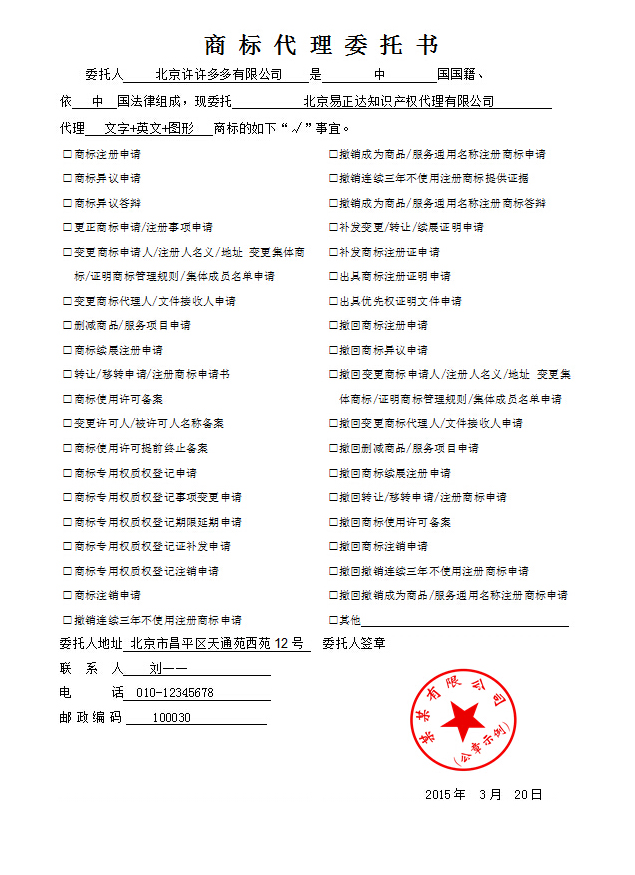 商标代理委托书
委托人 北京许许多多有限公司 是 中 国国籍、
依 中 国法律组成，现委托 北京易正达知识产权代理有限公司
代理 文字+英文+图形 商标的如下“√”事宜。
□商标注册申请
□商标异议申请
□商标异议答辩
□更正商标申请/注册事项申请
□变更商标申请人/注册人名义/地址 变更集体商
标/证明商标管理规则/集体成员名单申请
□变更商标代理人/文件接收人申请
□删减商品/服务项目申请
□商标续展注册申请
□转让/移转申请/注册商标申请书
□商标使用许可备案
□变更许可人/被许可人名称备案
□商标使用许可提前终止备案
□商标专用权质权登记申请
□商标专用权质权登记事项变更申请
□商标专用权质权登记期限延期申请
□商标专用权质权登记证补发申请
□商标专用权质权登记注销申请
□商标注销申请
□撤销连续三年不使用注册商标申请
□撤销成为商品/服务通用名称注册商标申请
□撤销连续三年不使用注册商标提供证据
□撤销成为商品/服务通用名称注册商标答辩
□补发变更/转让/续展证明申请
□补发商标注册证申请
□出具商标注册证明申请
□出具优先权证明文件申请
□撤回商标注册申请
□撤回商标异议申请
□撤回变更商标申请人/注册人名义/地址 变更集
体商标/证明商标管理规则/集体成员名单申请
□撤回变更商标代理人/文件接收人申请
□撤回删减商品/服务项目申请
□撤回商标续展注册申请
□撤回转让/移转申请/注册商标申请
□撤回商标使用许可备案
□撤回商标注销申请
□撤回撤销连续三年不使用注册商标申请
□撤回撤销成为商品/服务通用名称注册商标申请
□其他
委托人地址 北京市昌平区天通苑西苑 12 号 委托人签章
联 系 人 刘一一
电 话 010-12345678
邮政编码 100030
某某有限公司
（公章示例）
2015年 3月 20日